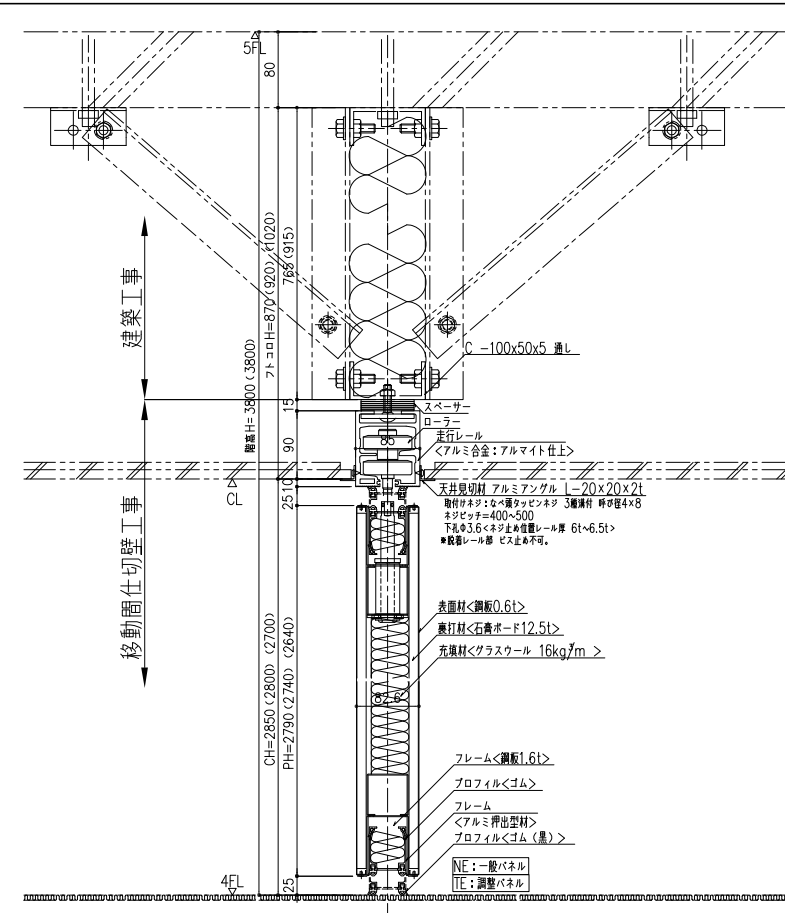 5FL
80
建築工事
移動間仕切壁工事
階高H=3800(3800)
フトコロH=870(920)(1020)
765(915)
15
90
10
25
CH=2850(2800)(2700)
PH=2790(2740)(2640)
25
CL
4FL
C -100x50x5 通し
スペーサー
ローラー
85
走行レール
<アルミ合金:アルマイト仕上>
天井見切材 アルミアングル L-20×20×2t
取付けネジ:なべ頭タッピンネジ 3種溝付 呼び径4×8
ネジピッチ=400~500
下孔Φ3.6<ネジ止め位置レール厚 6t~6.5t>
※脱着レール部 ビス止め不可。
表面材<鋼板0.6t>
裏打材<石膏ボード12.5t>
充填材<グラスウール 16kg/m³>
82.6
フレーム<鋼板1.6t>
プロフィル<ゴム>
フレーム
<アルミ押出型材>
プロフィル<ゴム(黒)>
NE:一般パネル
TE:調整パネル